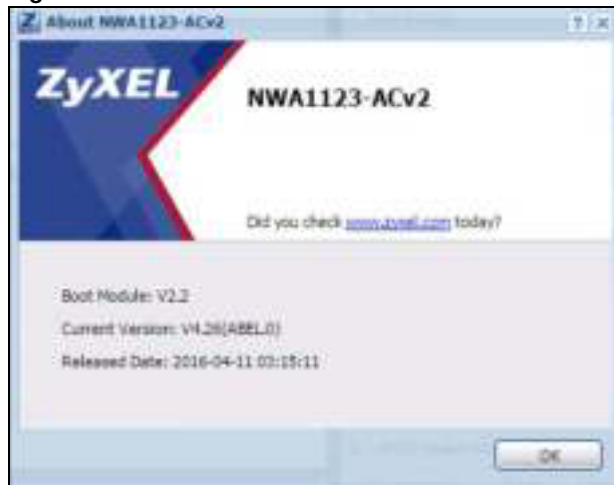 About NWA1123-ACv2
ZyXEL
NWA1123-ACv2
Did you check www.zyxel.com today?
Boot Module: V2.2
Current Version: V4.26(ABEL.0)
Released Date: 2016-04-11 03:15:11
OK